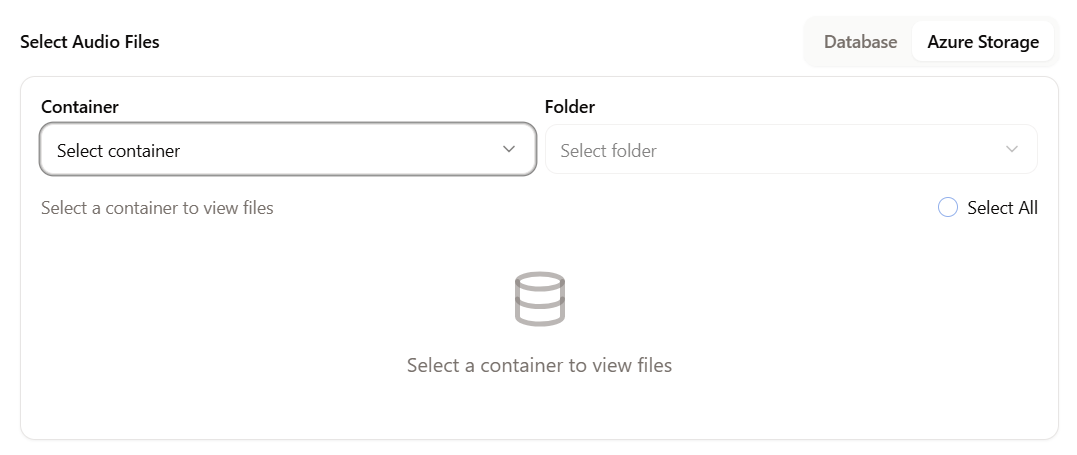 Select Audio Files
Database Azure Storage
Container Folder
Select container Select folder
Select a container to view files Select All
Select a container to view files